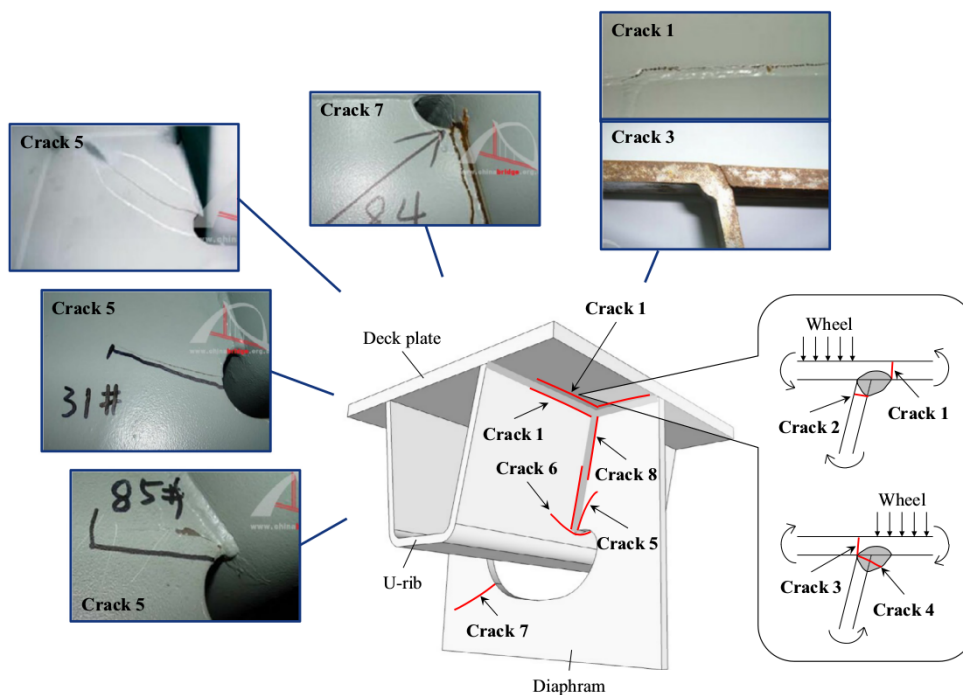 Crack 1
Crack 7
Crack 3
Crack 5
84
Crack 5
31#
Crack 1
Deck plate
Wheel
Crack 1
Crack 2
Crack 1
Crack 6
Crack 8
85#
Wheel
Crack 5
U-rib
Crack 3
Crack 4
Crack 5
Crack 7
Diaphram